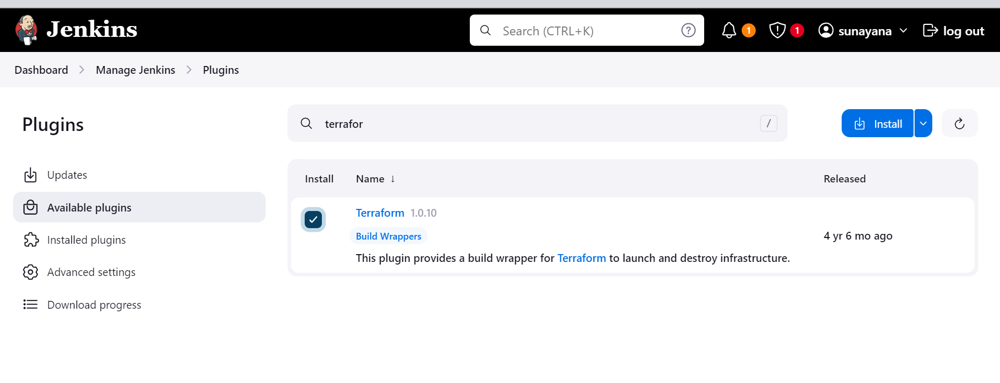 Jenkins
Search (CTRL+K)
?
1
1
sunayana
log out
Dashboard > Manage Jenkins > Plugins
Plugins
terrafor
/
Install
Updates
Available plugins
Installed plugins
Advanced settings
Download progress
Install Name ↓ Released
Terraform 1.0.10
Build Wrappers
4 yr 6 mo ago
This plugin provides a build wrapper for Terraform to launch and destroy infrastructure.